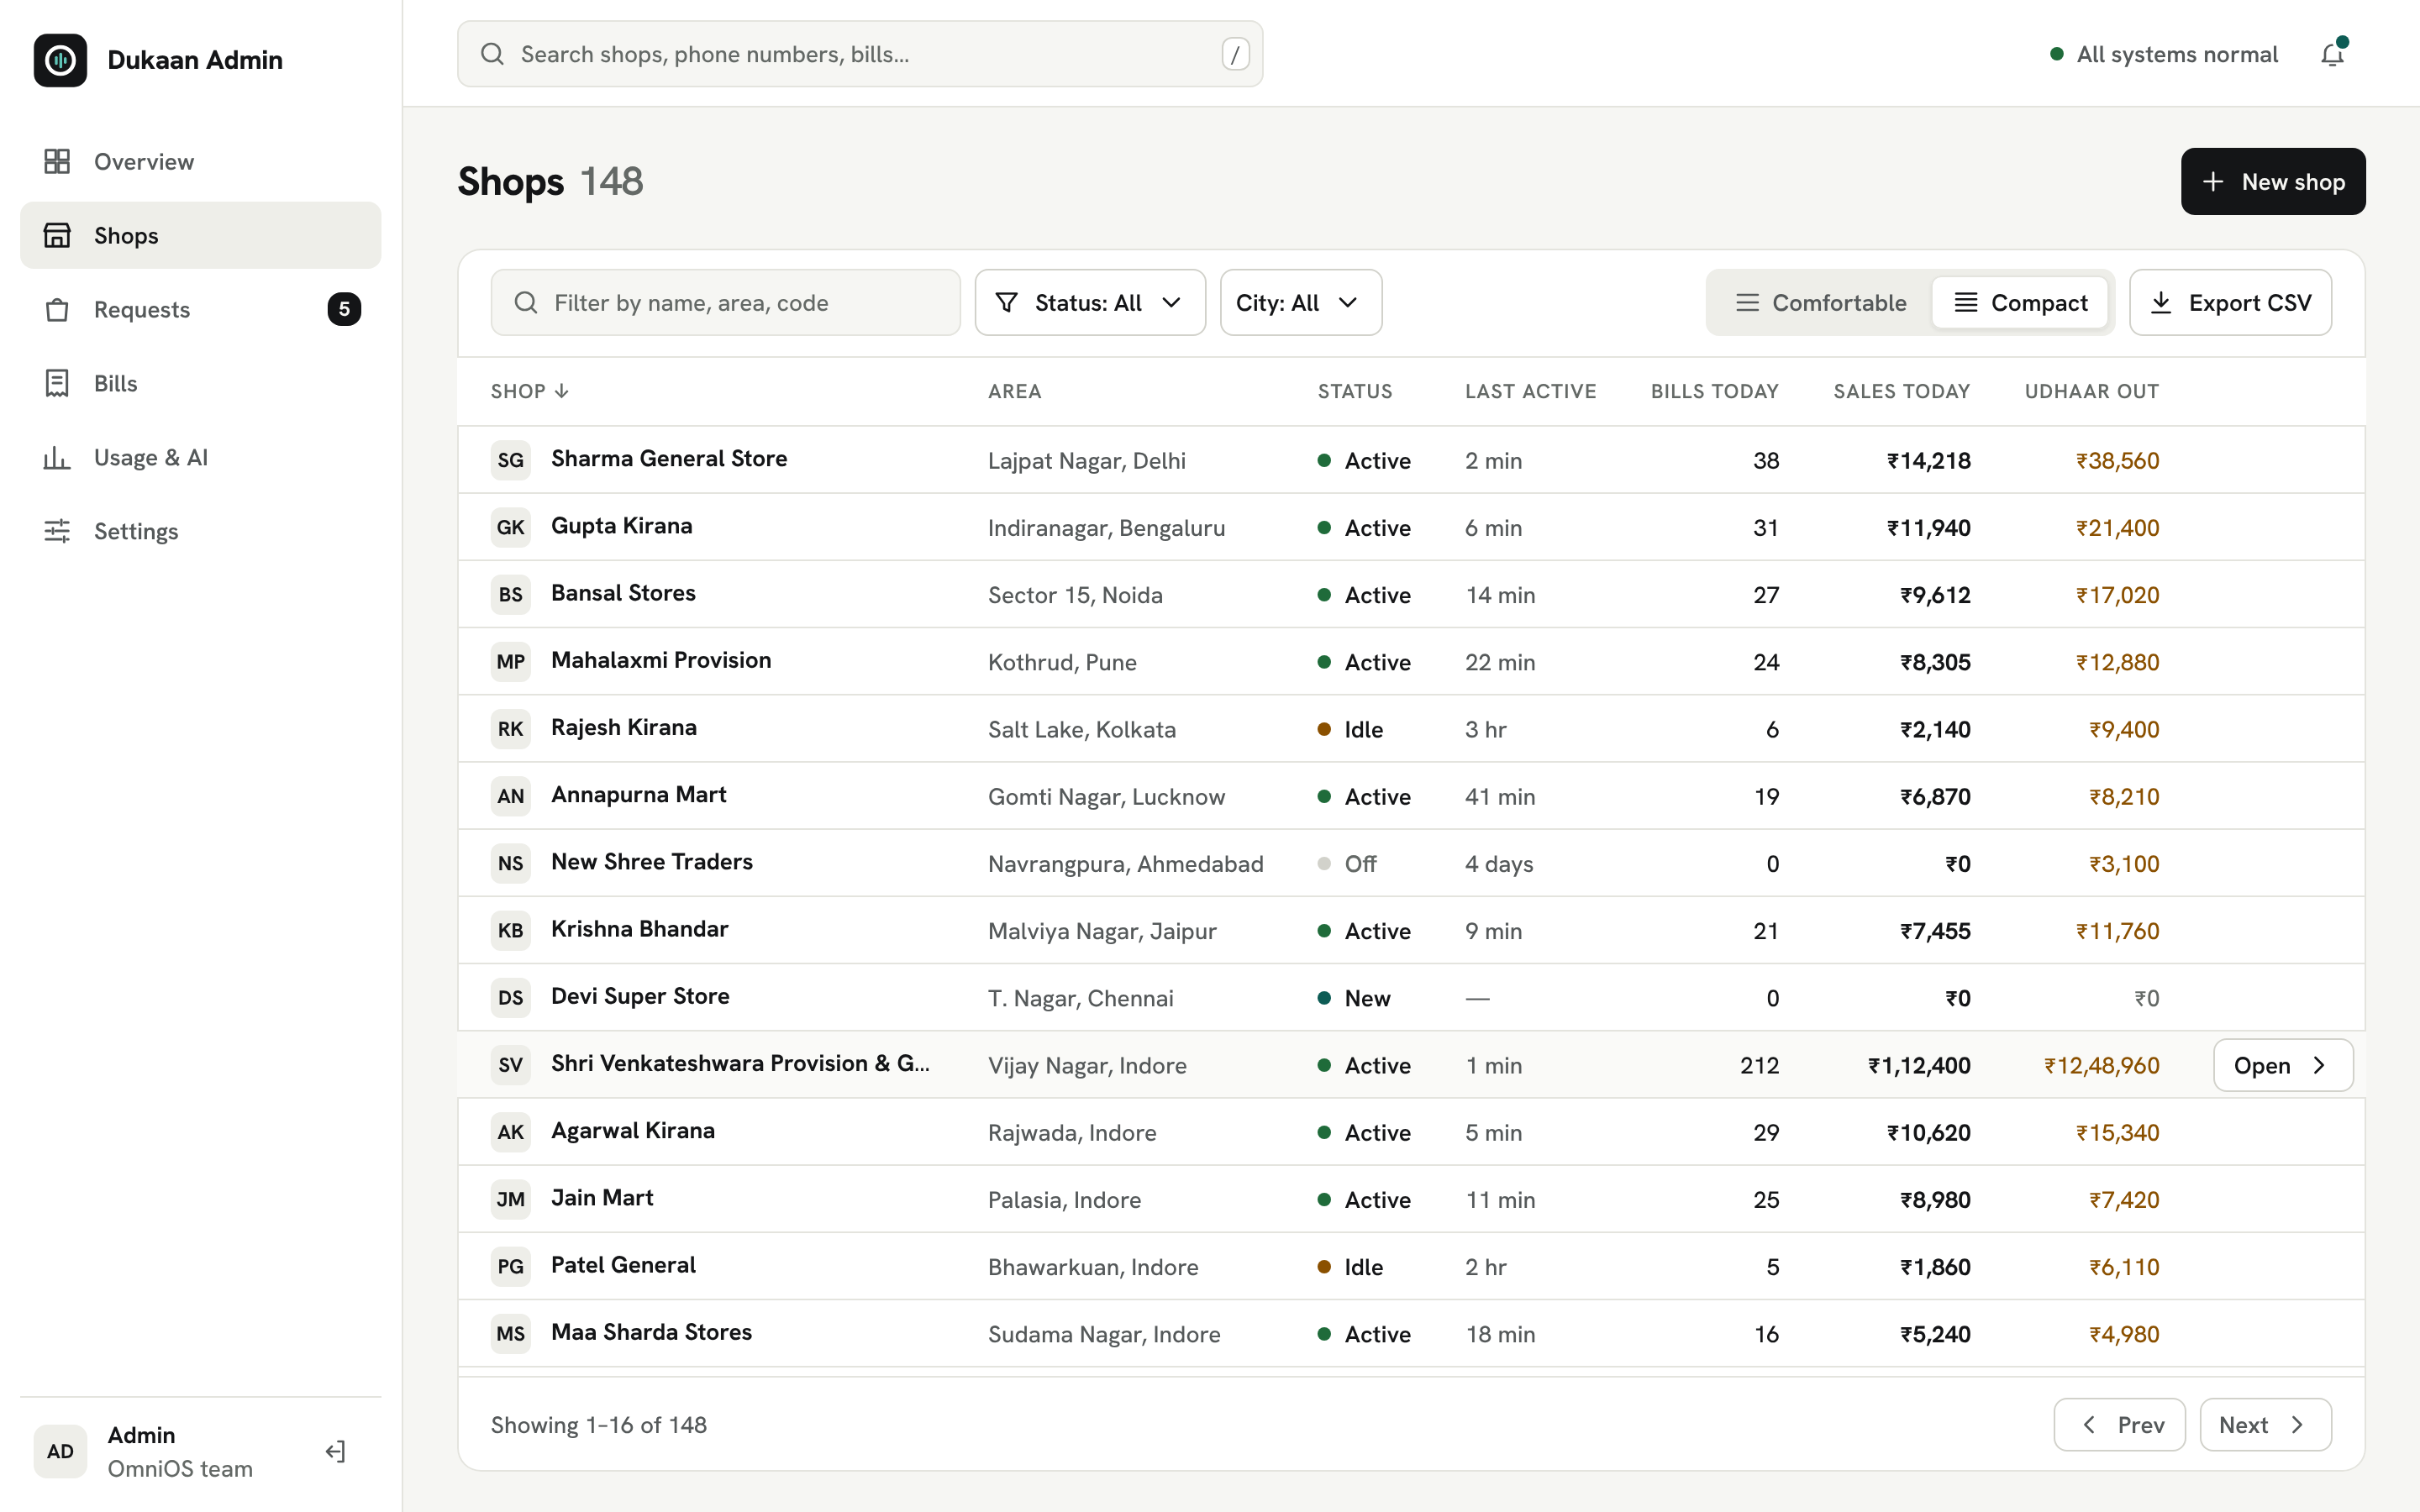 Dukaan Admin
Search shops, phone numbers, bills...
/
All systems normal
Overview
Shops
Requests 5
Bills
Usage & AI
Settings
Shops 148
New shop
Filter by name, area, code
Status: All
City: All
Comfortable
Compact
Export CSV
SHOP AREA STATUS LAST ACTIVE BILLS TODAY SALES TODAY UDHAAR OUT
SG Sharma General Store Lajpat Nagar, Delhi Active 2 min 38 ₹14,218 ₹38,560
GK Gupta Kirana Indiranagar, Bengaluru Active 6 min 31 ₹11,940 ₹21,400
BS Bansal Stores Sector 15, Noida Active 14 min 27 ₹9,612 ₹17,020
MP Mahalaxmi Provision Kothrud, Pune Active 22 min 24 ₹8,305 ₹12,880
RK Rajesh Kirana Salt Lake, Kolkata Idle 3 hr 6 ₹2,140 ₹9,400
AN Annapurna Mart Gomti Nagar, Lucknow Active 41 min 19 ₹6,870 ₹8,210
NS New Shree Traders Navrangpura, Ahmedabad Off 4 days 0 ₹0 ₹3,100
KB Krishna Bhandar Malviya Nagar, Jaipur Active 9 min 21 ₹7,455 ₹11,760
DS Devi Super Store T. Nagar, Chennai New — 0 ₹0 ₹0
SV Shri Venkateshwara Provision & G... Vijay Nagar, Indore Active 1 min 212 ₹1,12,400 ₹12,48,960 Open
AK Agarwal Kirana Rajwada, Indore Active 5 min 29 ₹10,620 ₹15,340
JM Jain Mart Palasia, Indore Active 11 min 25 ₹8,980 ₹7,420
PG Patel General Bhawarkuan, Indore Idle 2 hr 5 ₹1,860 ₹6,110
MS Maa Sharda Stores Sudama Nagar, Indore Active 18 min 16 ₹5,240 ₹4,980
Showing 1–16 of 148
Prev
Next
AD
Admin
OmniOS team